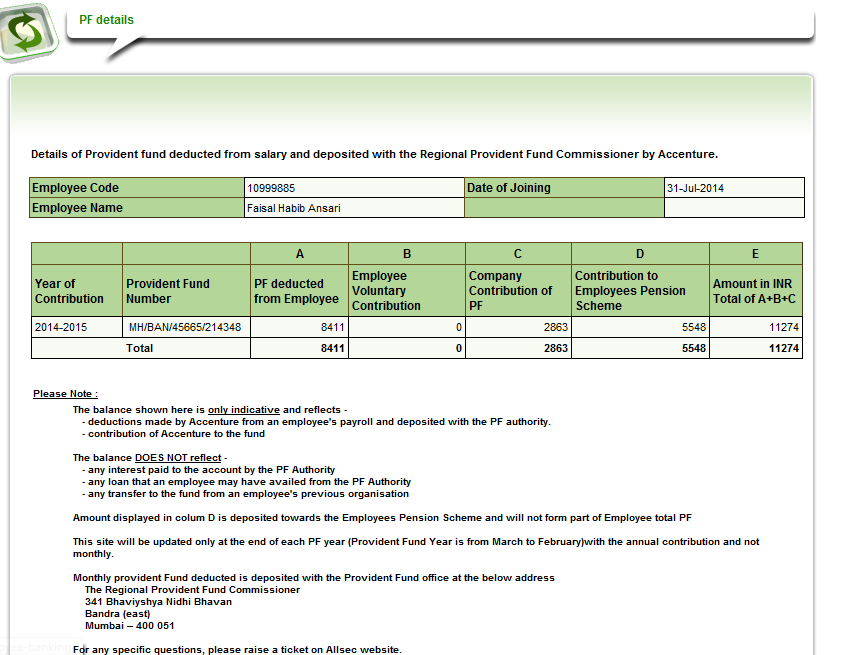 PF details
Details of Provident fund deducted from salary and deposited with the Regional Provident Fund Commissioner by Accenture.
Employee Code 10999885 Date of Joining 31-Jul-2014
Employee Name Faisal Habib Ansari
A B C D E
Year of Contribution Provident Fund Number PF deducted from Employee Employee Voluntary Contribution Company Contribution of PF Contribution to Employees Pension Scheme Amount in INR Total of A+B+C
2014-2015 MH/BAN/45665/214348 8411 0 2863 5548 11274
Total 8411 0 2863 5548 11274
Please Note :
The balance shown here is only indicative and reflects -
- deductions made by Accenture from an employee's payroll and deposited with the PF authority.
- contribution of Accenture to the fund
The balance DOES NOT reflect -
- any interest paid to the account by the PF Authority
- any loan that an employee may have availed from the PF Authority
- any transfer to the fund from an employee's previous organisation
Amount displayed in colum D is deposited towards the Employees Pension Scheme and will not form part of Employee total PF
This site will be updated only at the end of each PF year (Provident Fund Year is from March to February)with the annual contribution and not
monthly.
Monthly provident Fund deducted is deposited with the Provident Fund office at the below address
The Regional Provident Fund Commissioner
341 Bhaviyshya Nidhi Bhavan
Bandra (east)
Mumbai – 400 051
For any specific questions, please raise a ticket on Allsec website.